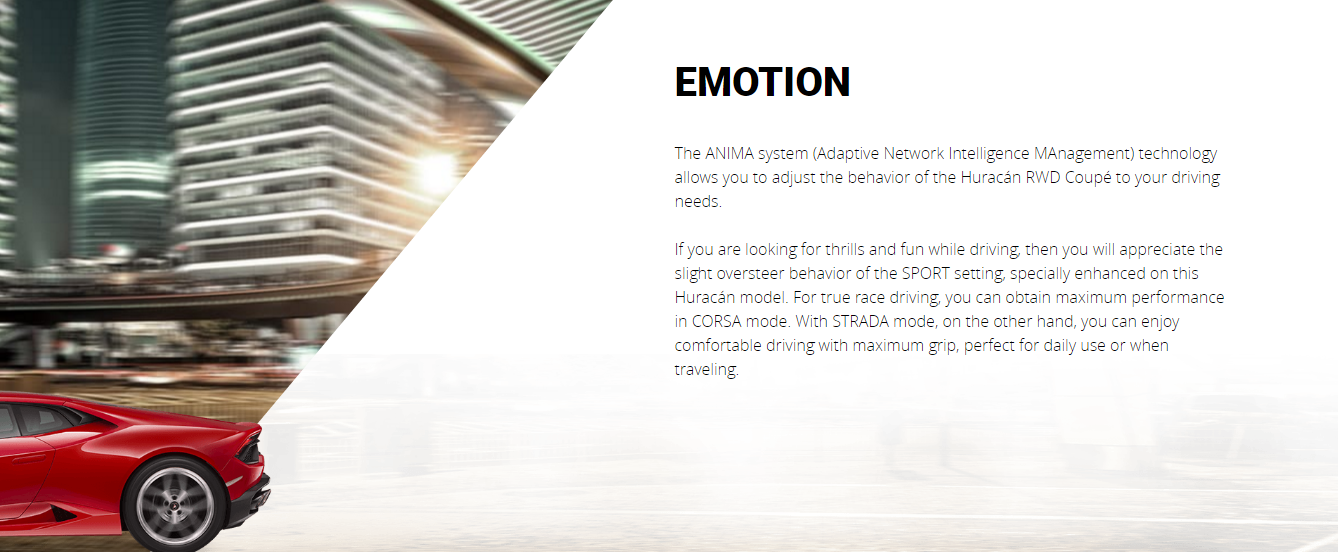 EMOTION
The ANIMA system (Adaptive Network Intelligence MAnagement) technology
allows you to adjust the behavior of the Huracán RWD Coupé to your driving
needs.
If you are looking for thrills and fun while driving, then you will appreciate the
slight oversteer behavior of the SPORT setting, specially enhanced on this
Huracán model. For true race driving, you can obtain maximum performance
in CORSA mode. With STRADA mode, on the other hand, you can enjoy
comfortable driving with maximum grip, perfect for daily use or when
traveling.